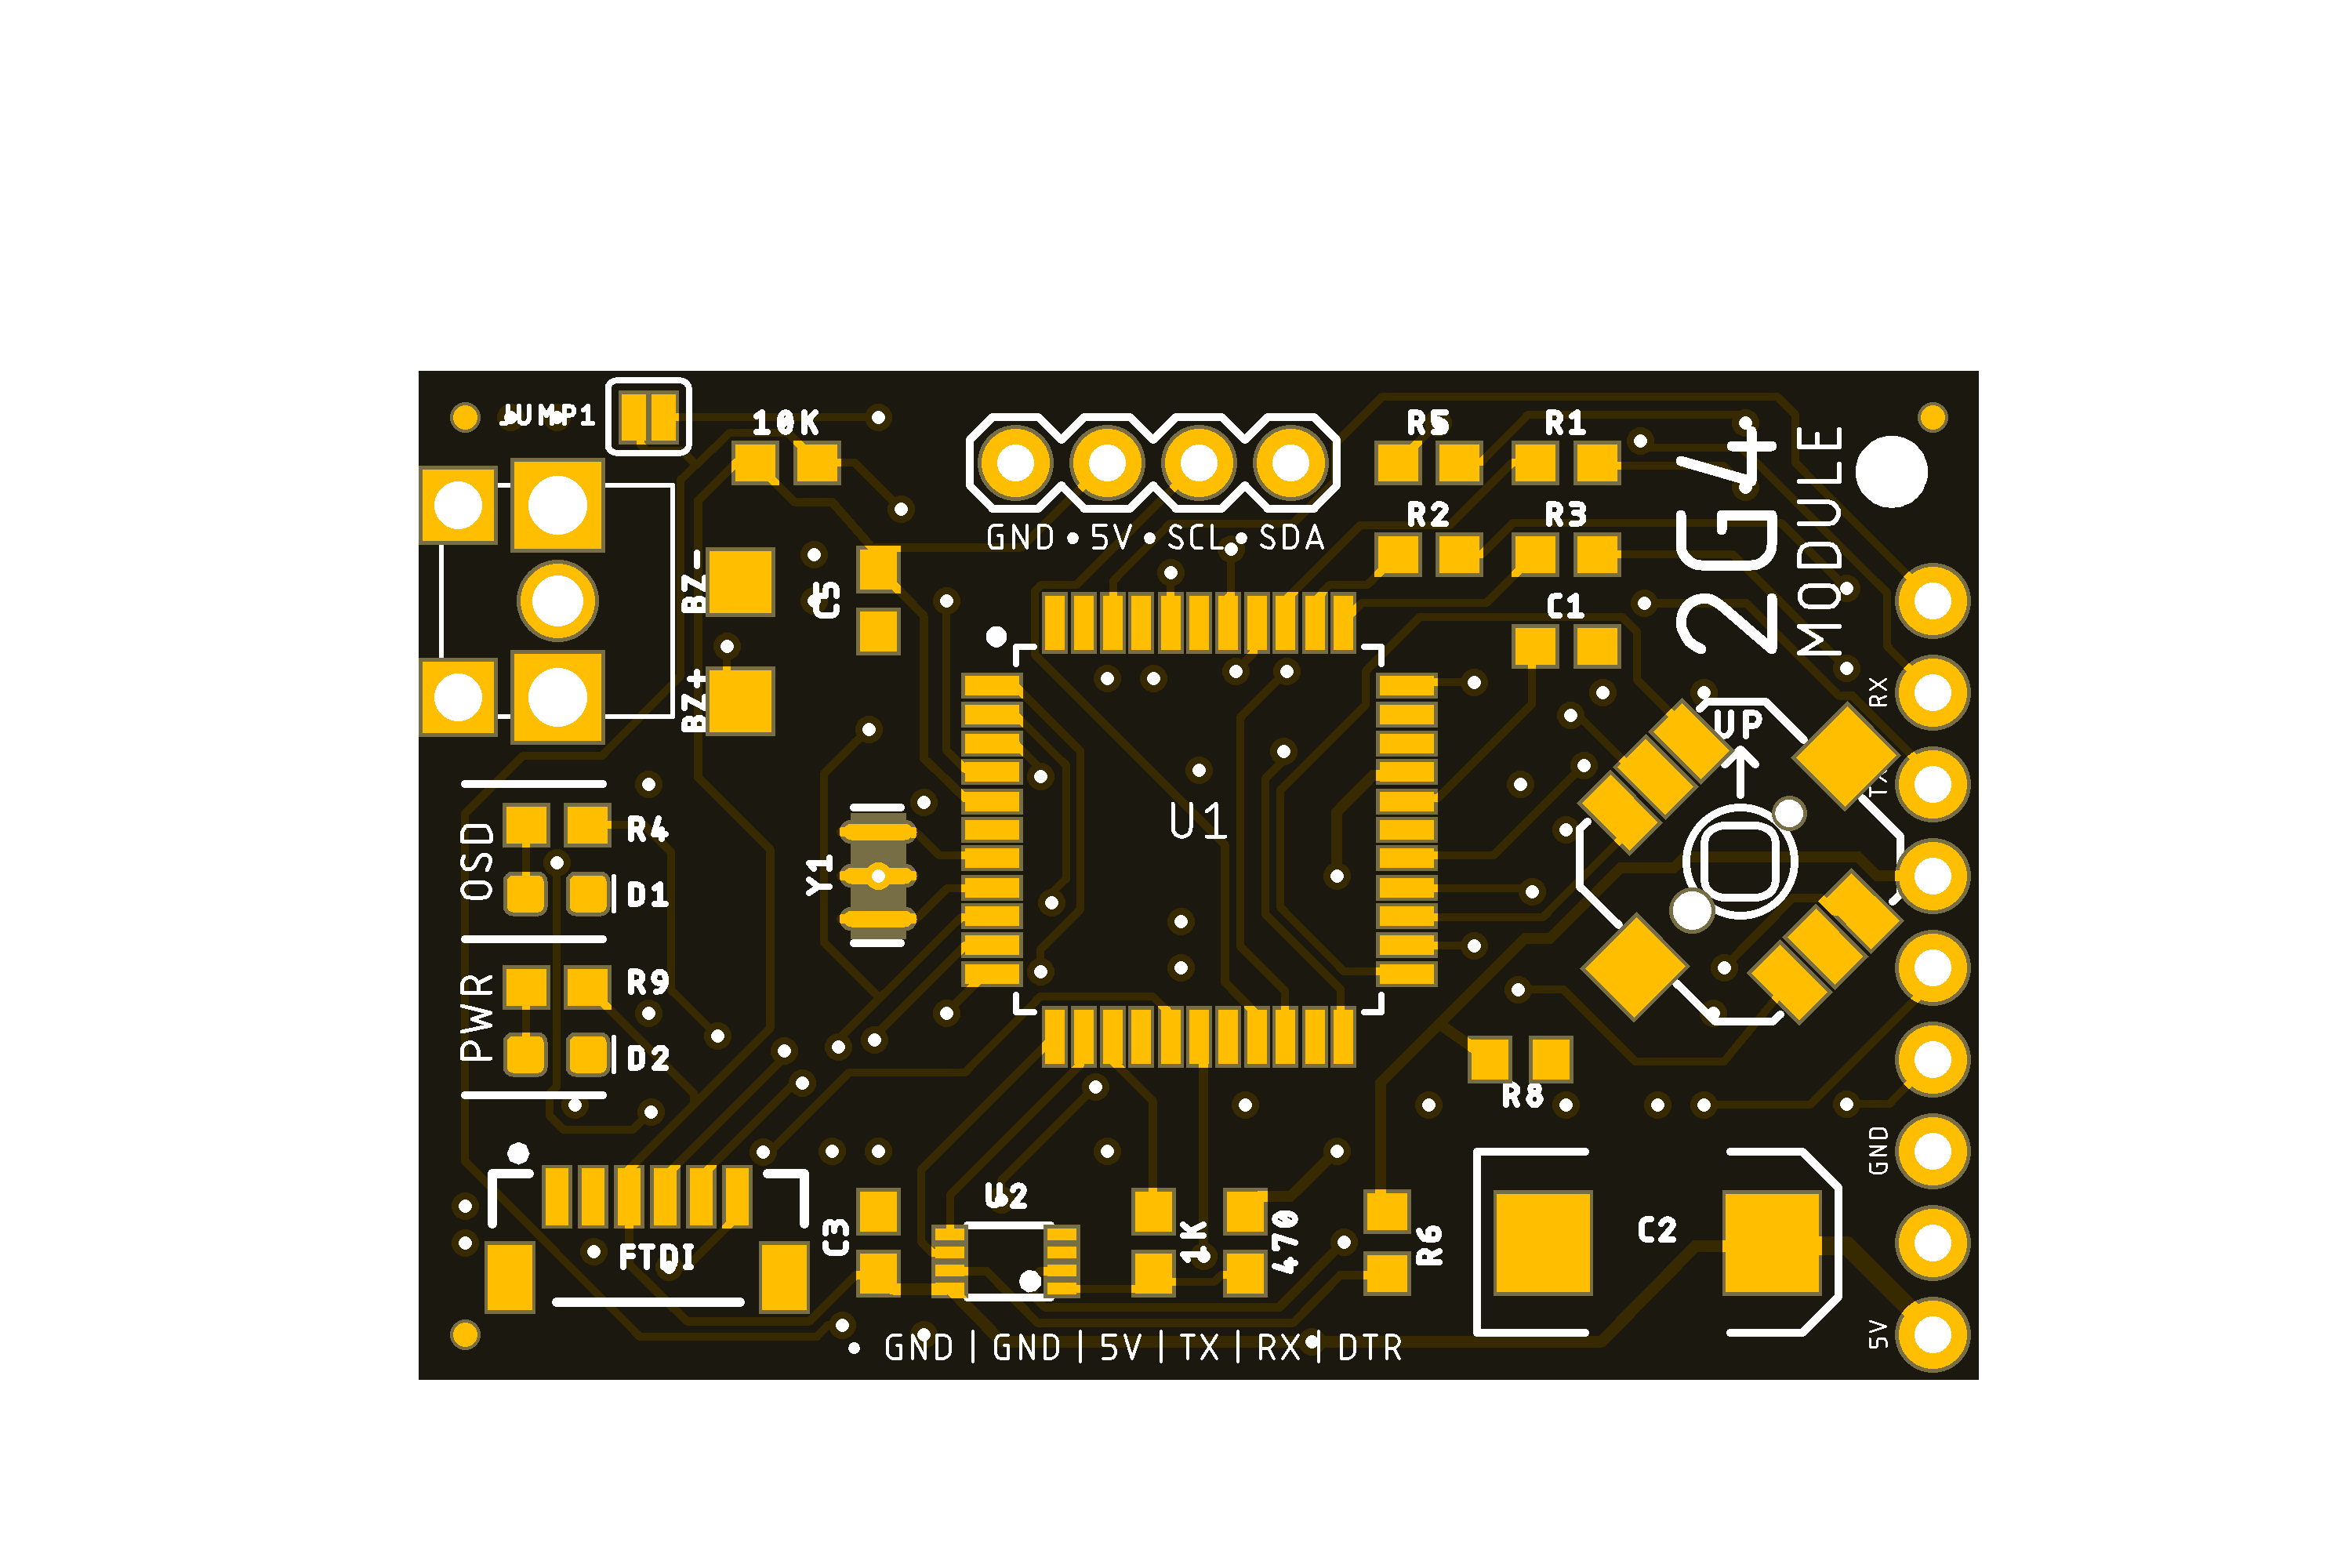 JUMP1
10K
R5
R1
2G4
MODULE
GND • 5V • SCL • SDA
R2
R3
BZ-
C5
C1
BZ+
RX
UP
U1
OSD
R4
Y1
D1
PWR
R9
D2
R8
GND
U2
C3
1K
470
R6
C2
FTDI
5V
• GND | GND | 5V | TX | RX | DTR